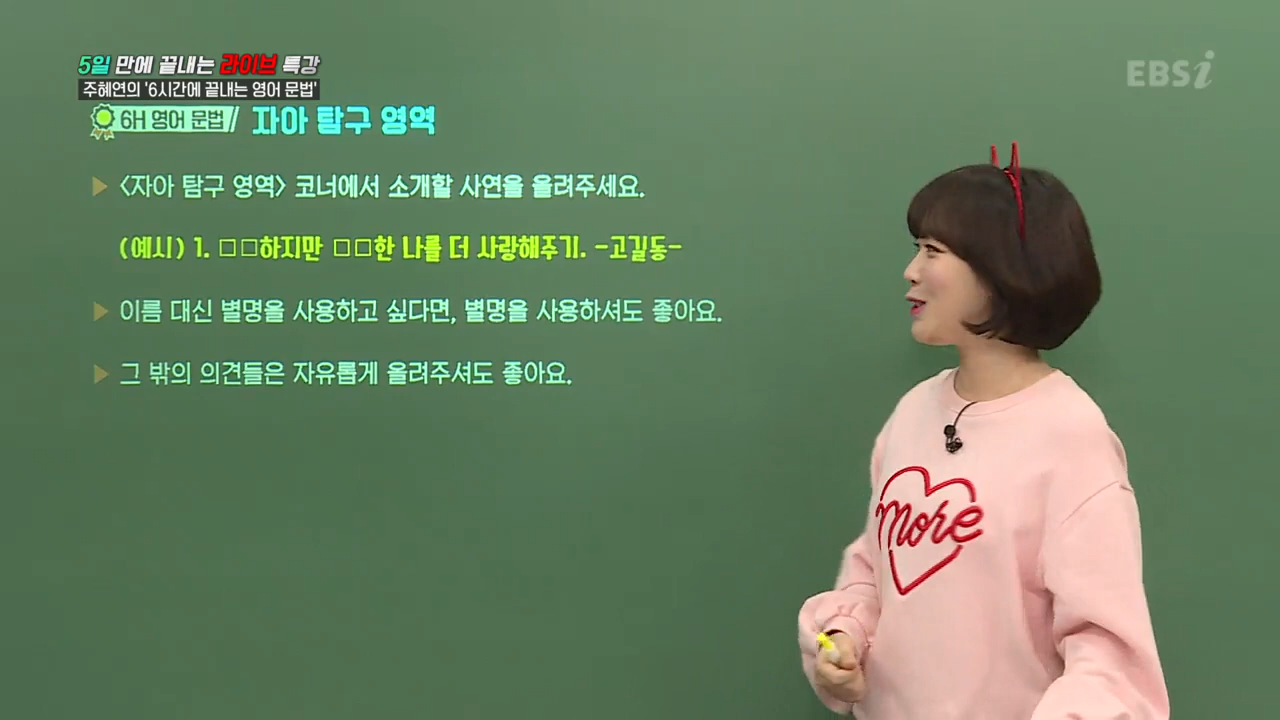 5일 만에 끝내는 라이브 특강
EBSi
주혜연의 '6시간에 끝내는 영어 문법'
6H 영어 문법 자아 탐구 영역
<자아 탐구 영역> 코너에서 소개할 사연을 올려주세요.
(예시) 1. □□하지만 □□한 나를 더 사랑해주기. -고길동-
이름 대신 별명을 사용하고 싶다면, 별명을 사용하셔도 좋아요.
그 밖의 의견들은 자유롭게 올려주셔도 좋아요.
More